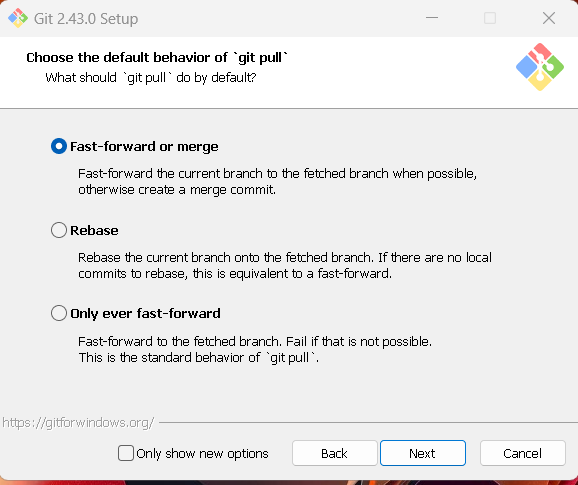 Git 2.43.0 Setup
Choose the default behavior of `git pull`
What should `git pull` do by default?
Fast-forward or merge
Fast-forward the current branch to the fetched branch when possible,
otherwise create a merge commit.
Rebase
Rebase the current branch onto the fetched branch. If there are no local
commits to rebase, this is equivalent to a fast-forward.
Only ever fast-forward
Fast-forward to the fetched branch. Fail if that is not possible.
This is the standard behavior of `git pull`.
https://gitforwindows.org/
Only show new options
Back
Next
Cancel